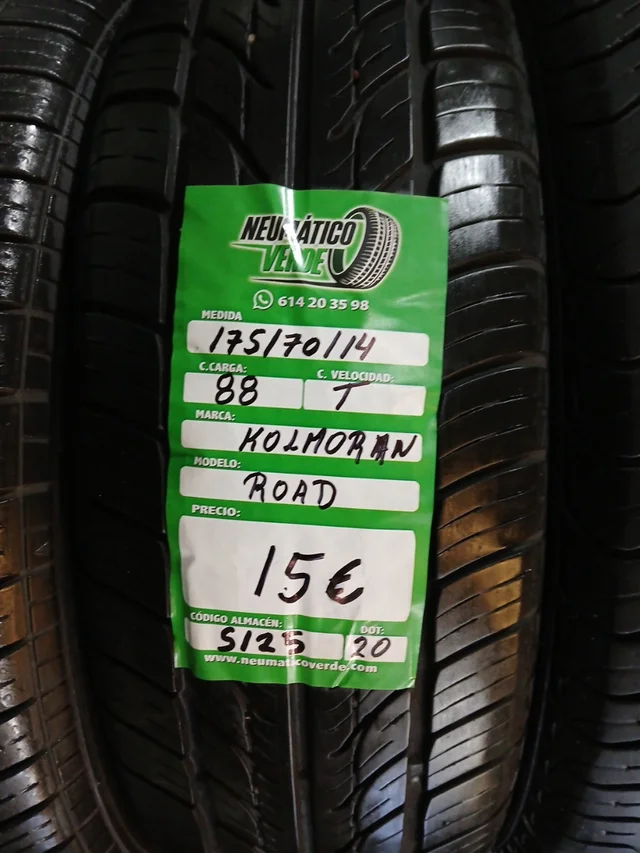 NEUMÁTICO
VERDE
614 20 35 98
MEDIDA
175/70/14
C.CARGA: C. VELOCIDAD:
88 T
MARCA:
KOLMORAN
MODELO:
ROAD
PRECIO:
15€
CÓDIGO ALMACÉN: DOT:
S125 20
www.neumaticoverde.com